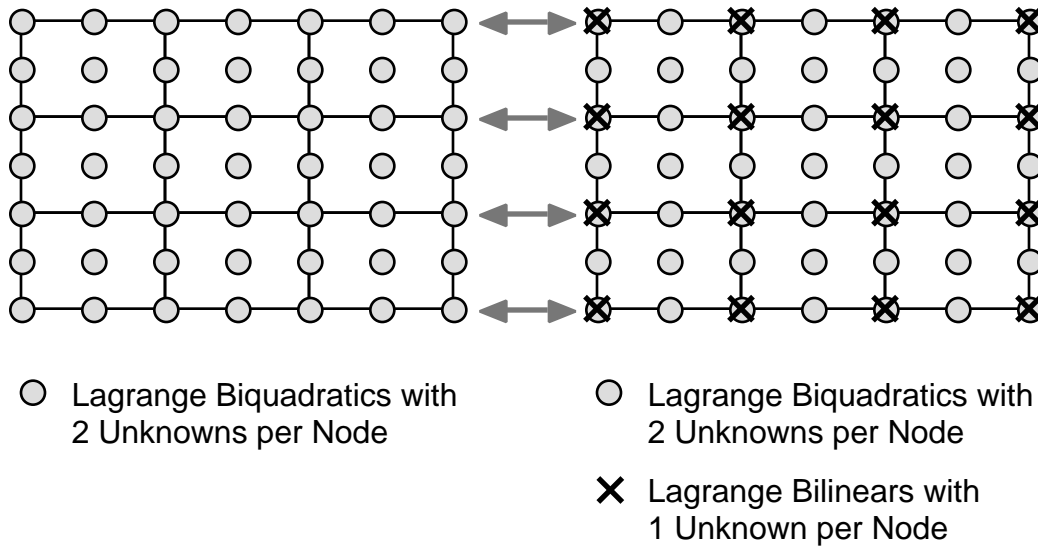 Lagrange Biquadratics with
2 Unknowns per Node
Lagrange Biquadratics with
2 Unknowns per Node
Lagrange Bilinears with
1 Unknown per Node